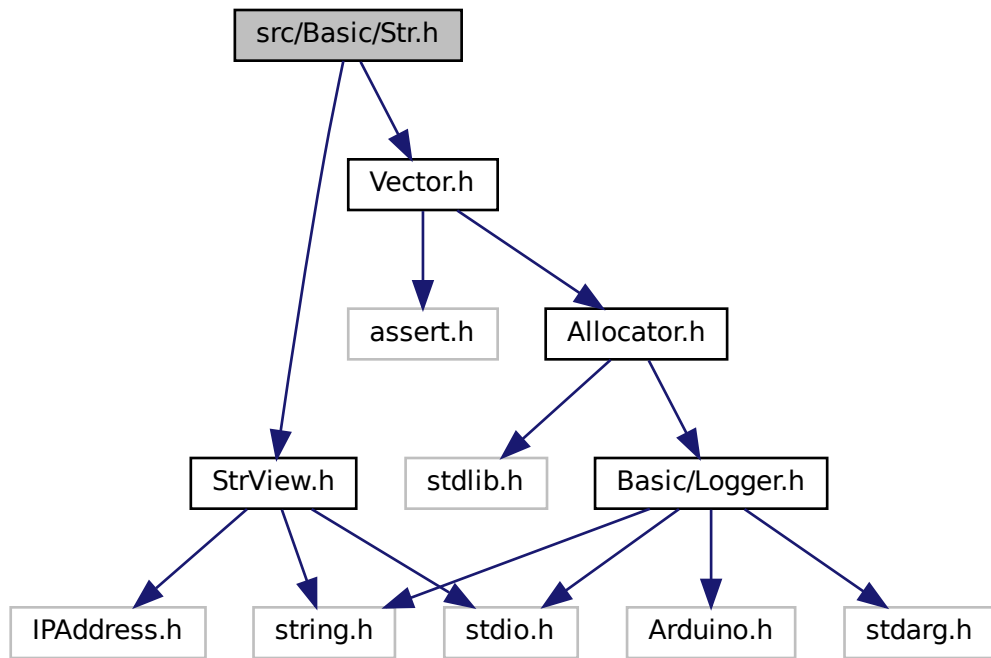 src/Basic/Str.h
Vector.h
assert.h
Allocator.h
StrView.h
stdlib.h
Basic/Logger.h
IPAddress.h
string.h
stdio.h
Arduino.h
stdarg.h